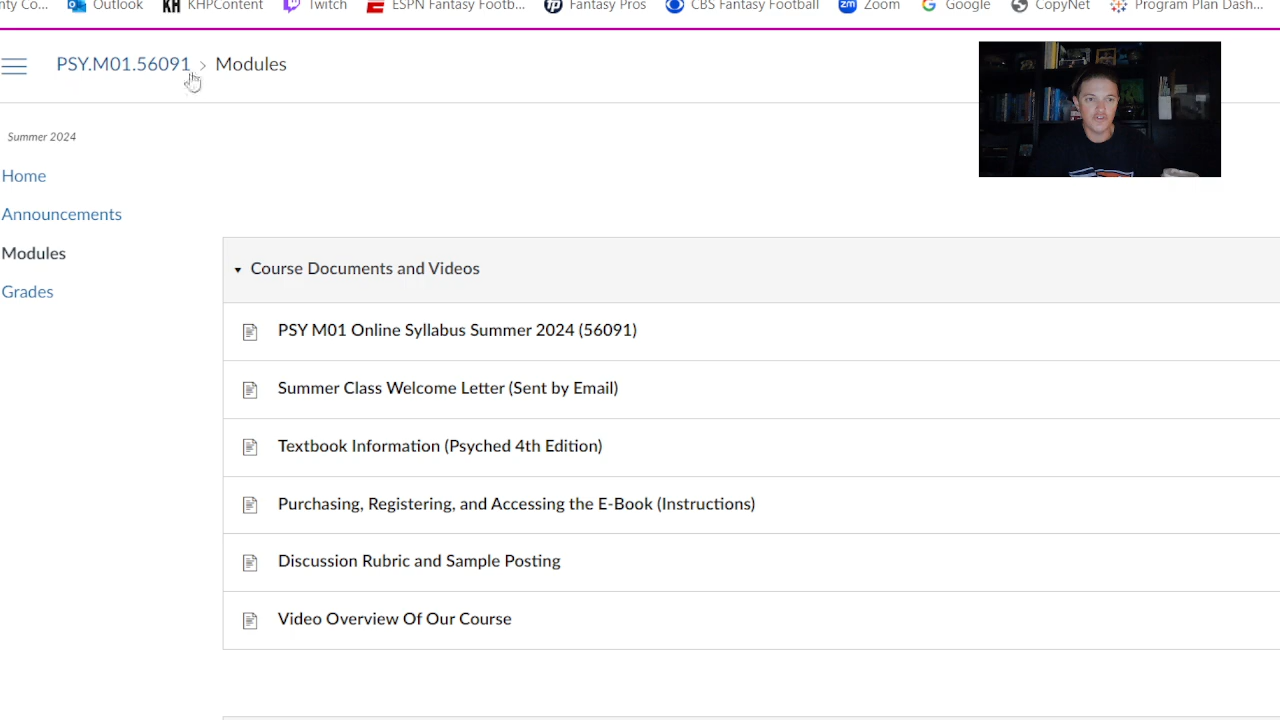 nty Co... Outlook KHPContent Twitch ESPN Fantasy Footb... Fantasy Pros CBS Fantasy Football Zoom Google CopyNet Program Plan Dash...
PSY.M01.56091 > Modules
Summer 2024
Home
Announcements
Modules
Grades
Course Documents and Videos
PSY M01 Online Syllabus Summer 2024 (56091)
Summer Class Welcome Letter (Sent by Email)
Textbook Information (Psyched 4th Edition)
Purchasing, Registering, and Accessing the E-Book (Instructions)
Discussion Rubric and Sample Posting
Video Overview Of Our Course